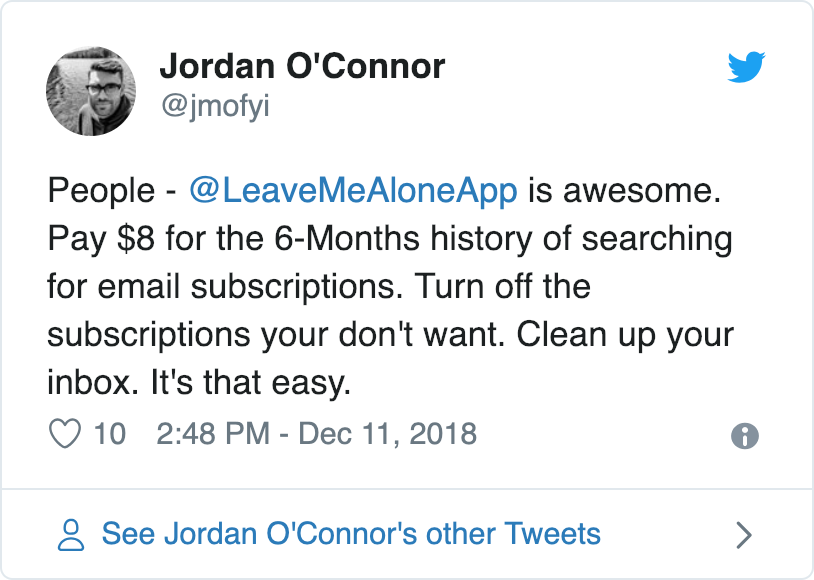 Jordan O'Connor
@jmofyi
People - @LeaveMeAloneApp is awesome.
Pay $8 for the 6-Months history of searching
for email subscriptions. Turn off the
subscriptions your don't want. Clean up your
inbox. It's that easy.
10 2:48 PM - Dec 11, 2018
See Jordan O'Connor's other Tweets